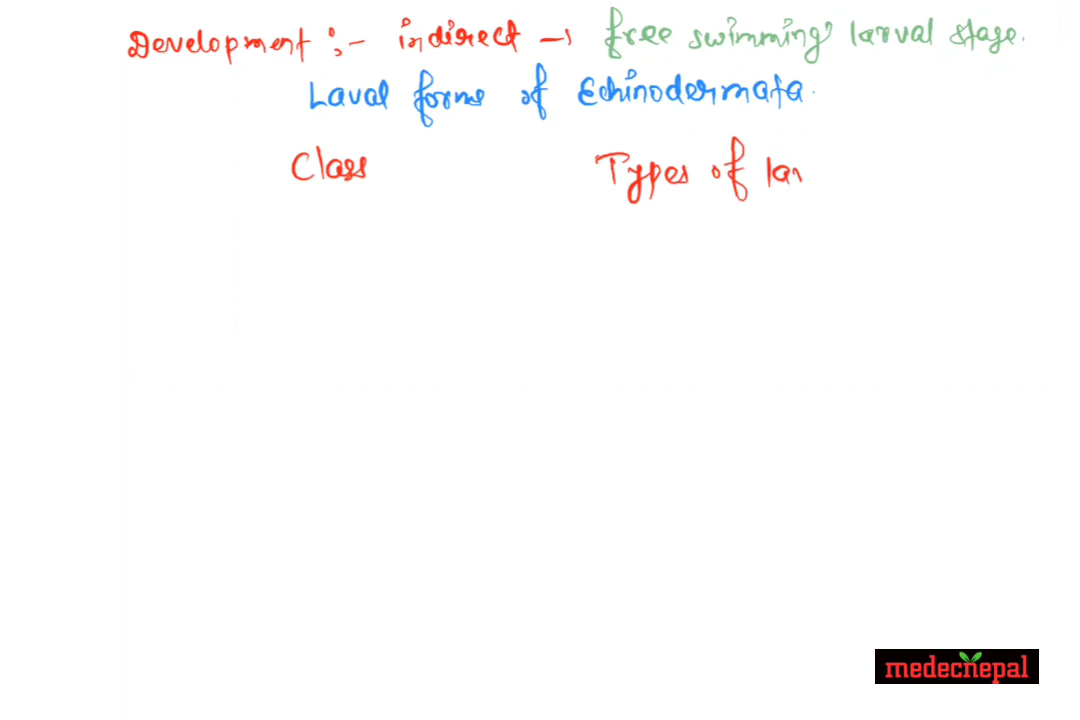 Development :- indirect → free swimming larval stage.
Laval forms of Echinodermata.
Class Types of lar
medecnepal